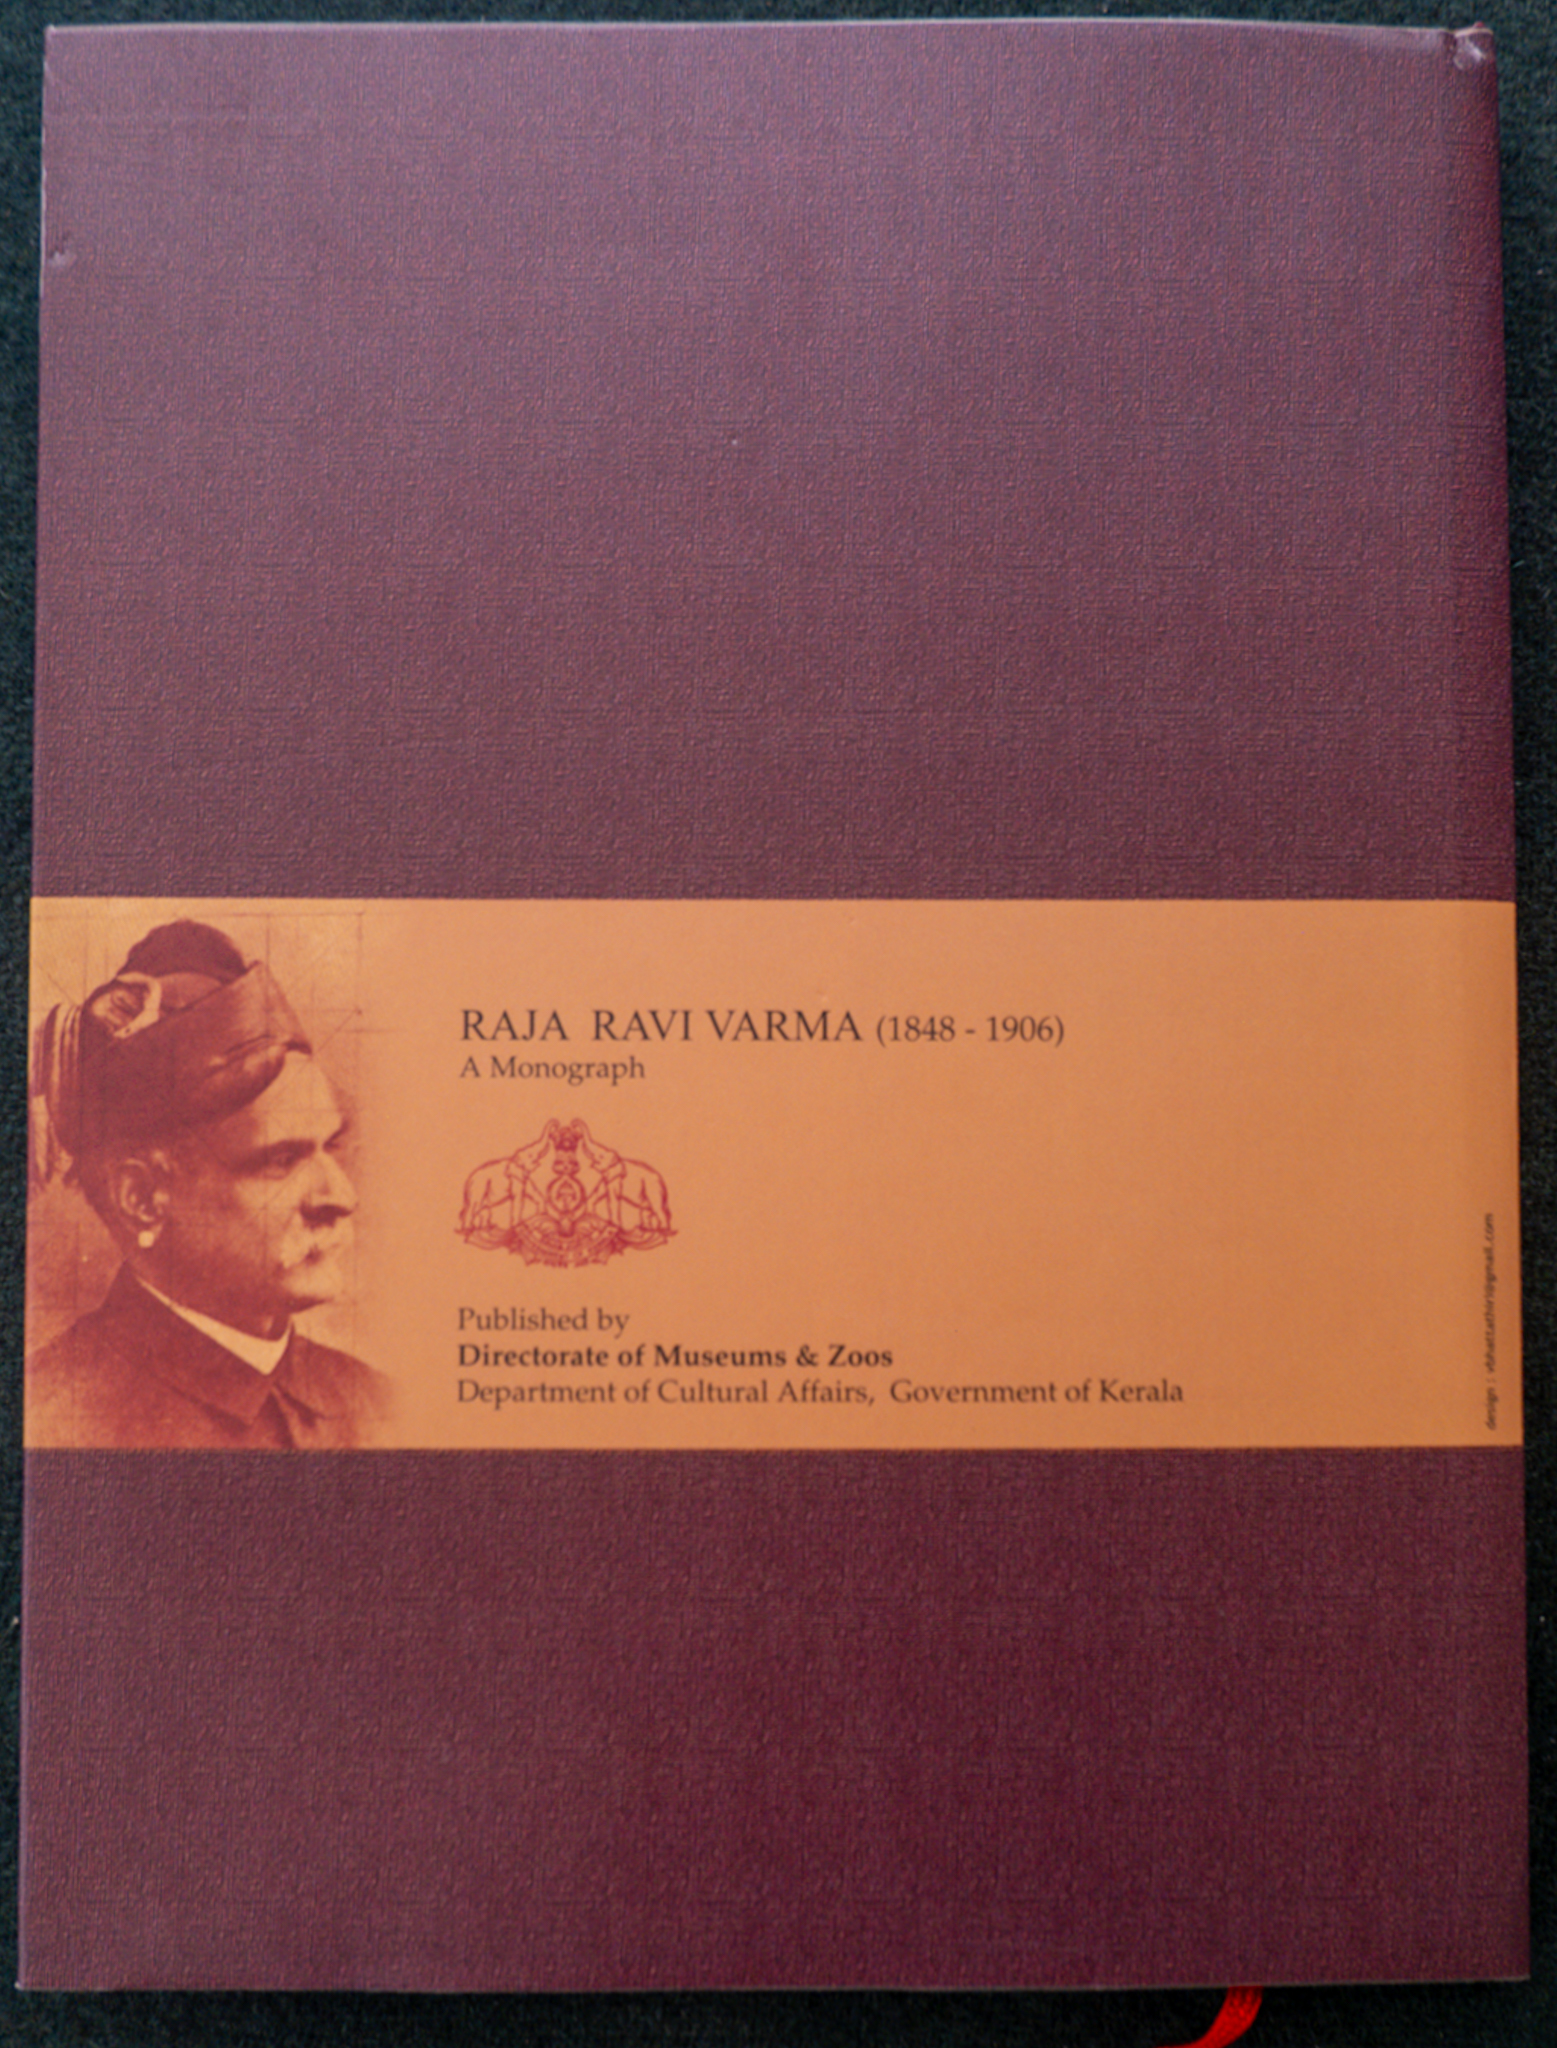 RAJA RAVI VARMA (1848 - 1906)
A Monograph
Published by
Directorate of Museums & Zoos
Department of Cultural Affairs, Government of Kerala
design :